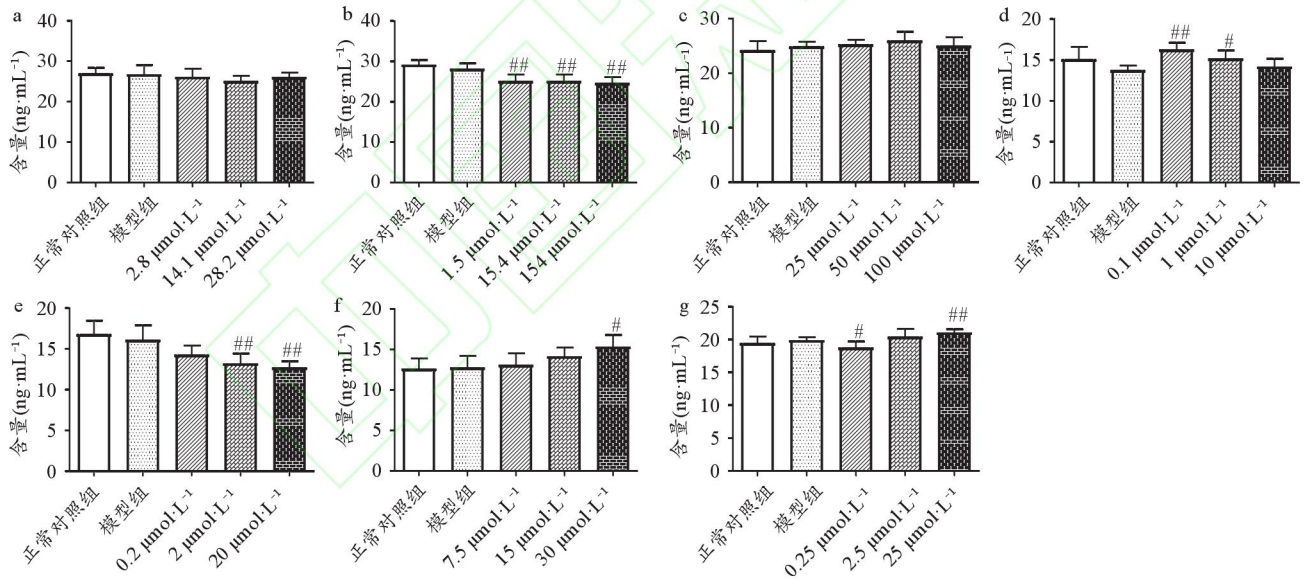 a
40
30
20
10
0
含量(ng·mL⁻¹)
正常对照组
模型组
2.8 μmol·L⁻¹
14.1 μmol·L⁻¹
28.2 μmol·L⁻¹
b
40
30
20
10
0
含量(ng·mL⁻¹)
## ## ##
正常对照组
模型组
1.5 μmol·L⁻¹
15.4 μmol·L⁻¹
154 μmol·L⁻¹
c
30
20
10
0
含量(ng·mL⁻¹)
正常对照组
模型组
25 μmol·L⁻¹
50 μmol·L⁻¹
100 μmol·L⁻¹
d
20
15
10
5
0
含量(ng·mL⁻¹)
## #
正常对照组
模型组
0.1 μmol·L⁻¹
1 μmol·L⁻¹
10 μmol·L⁻¹
e
20
15
10
5
0
含量(ng·mL⁻¹)
## ##
正常对照组
模型组
0.2 μmol·L⁻¹
2 μmol·L⁻¹
20 μmol·L⁻¹
f
20
15
10
5
0
含量(ng·mL⁻¹)
#
正常对照组
模型组
7.5 μmol·L⁻¹
15 μmol·L⁻¹
30 μmol·L⁻¹
g
25
20
15
10
5
0
含量(ng·mL⁻¹)
# ##
正常对照组
模型组
0.25 μmol·L⁻¹
2.5 μmol·L⁻¹
25 μmol·L⁻¹